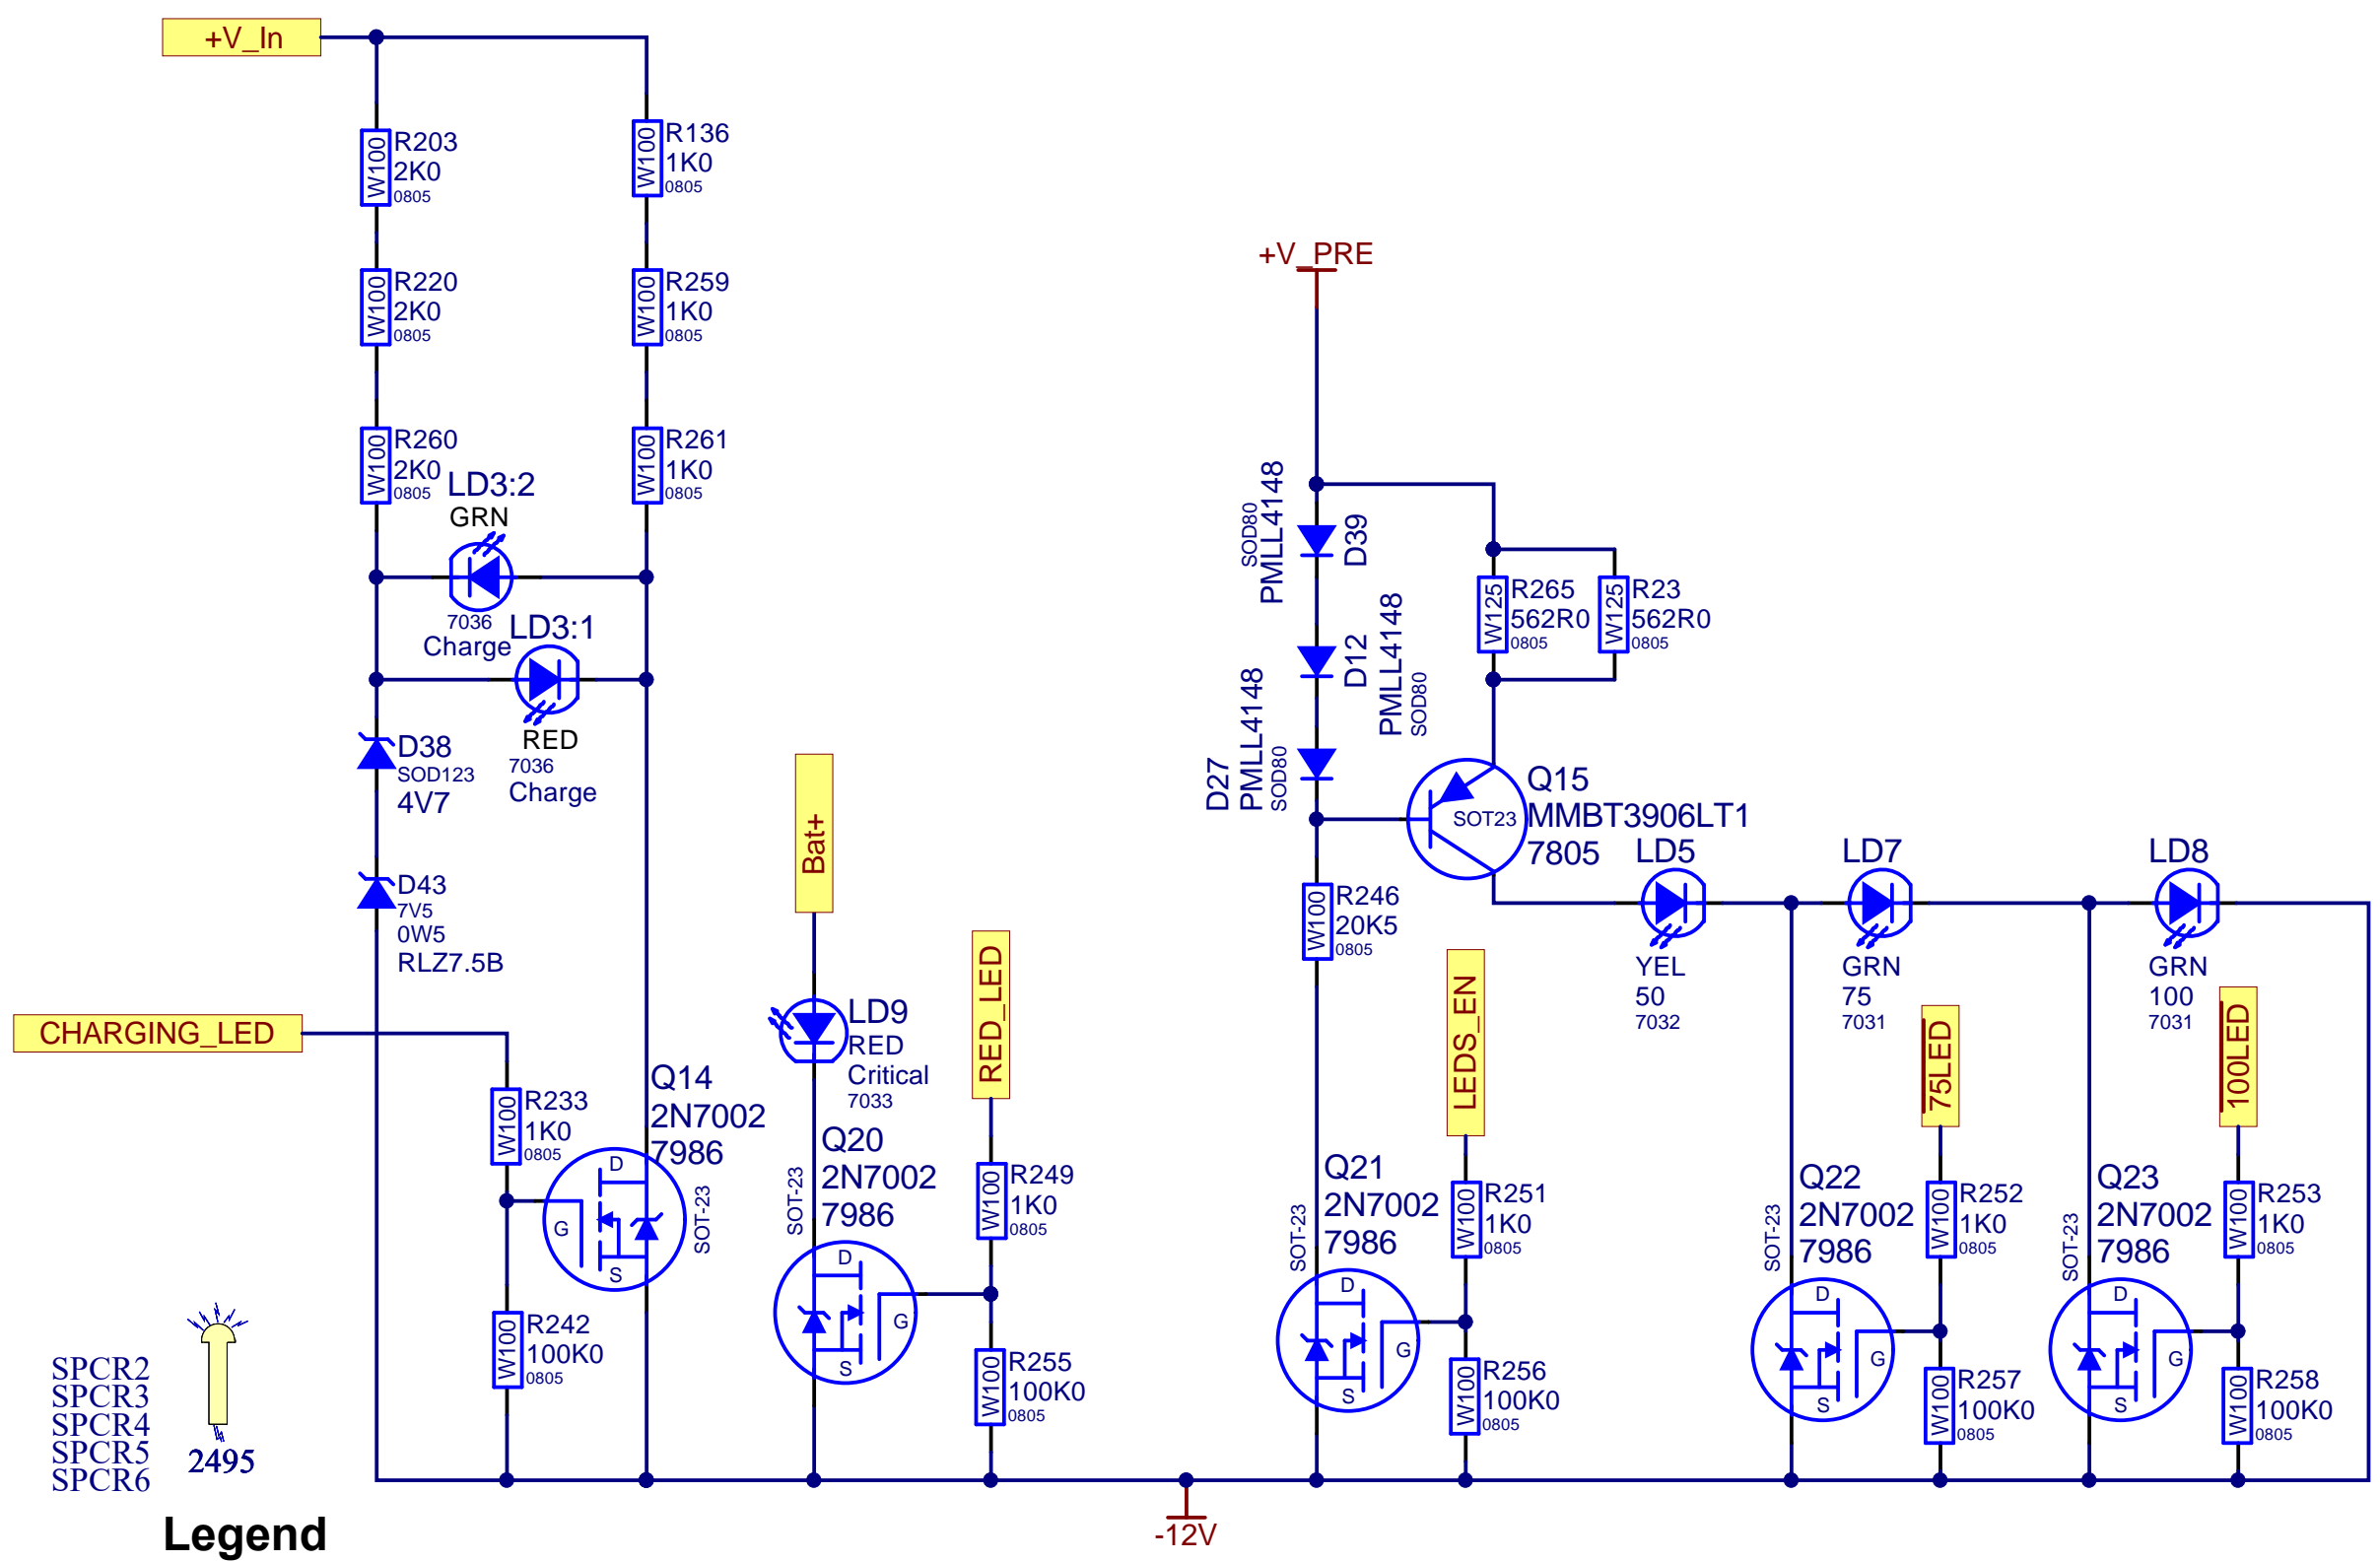 +V_In
R203
2K0
0805
W100
R136
1K0
0805
W100
R220
2K0
0805
W100
R259
1K0
0805
W100
R260
2K0
0805
W100
R261
1K0
0805
W100
LD3:2
GRN
7036
Charge
LD3:1
RED
7036
Charge
D38
SOD123
4V7
D43
7V5
0W5
RLZ7.5B
CHARGING_LED
R233
1K0
0805
W100
R242
100K0
0805
W100
Q14
2N7002
7986
SOT-23
D
G
S
Bat+
LD9
RED
Critical
7033
Q20
2N7002
7986
SOT-23
D
G
S
RED_LED
R249
1K0
0805
W100
R255
100K0
0805
W100
+V_PRE
SOD80
PMLL4148
D39
D12
PMLL4148
SOD80
D27
PMLL4148
SOD80
R265
562R0
0805
W125
R23
562R0
0805
W125
Q15
MMBT3906LT1
7805
SOT23
R246
20K5
0805
W100
LD5
YEL
50
7032
LD7
GRN
75
7031
LD8
GRN
100
7031
LEDS_EN
75LED
100LED
Q21
2N7002
7986
SOT-23
D
G
S
R251
1K0
0805
W100
R256
100K0
0805
W100
Q22
2N7002
7986
SOT-23
D
G
S
R252
1K0
0805
W100
R257
100K0
0805
W100
Q23
2N7002
7986
SOT-23
D
G
S
R253
1K0
0805
W100
R258
100K0
0805
W100
SPCR2
SPCR3
SPCR4
SPCR5
SPCR6
2495
-12V
Legend